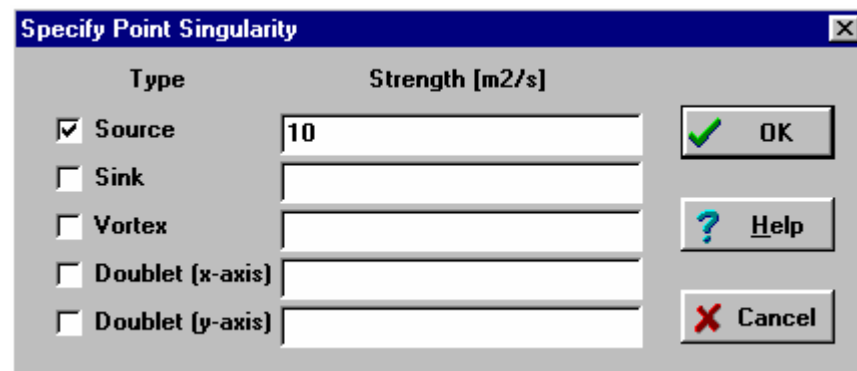 Specify Point Singularity
Type Strength [m2/s]
Source 10 OK
Sink
Vortex Help
Doublet (x-axis)
Doublet (y-axis) Cancel